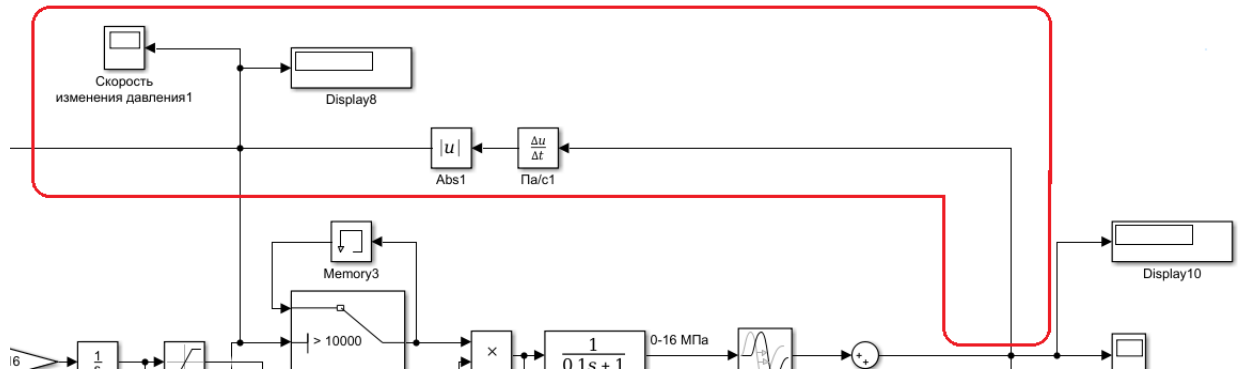 Скорость
изменения давления1
Display8
|u|
Δu
Δt
Abs1
Па/с1
Memory3
Display10
> 10000
16
1
s
×
1
0.1s + 1
0-16 МПа
+
+